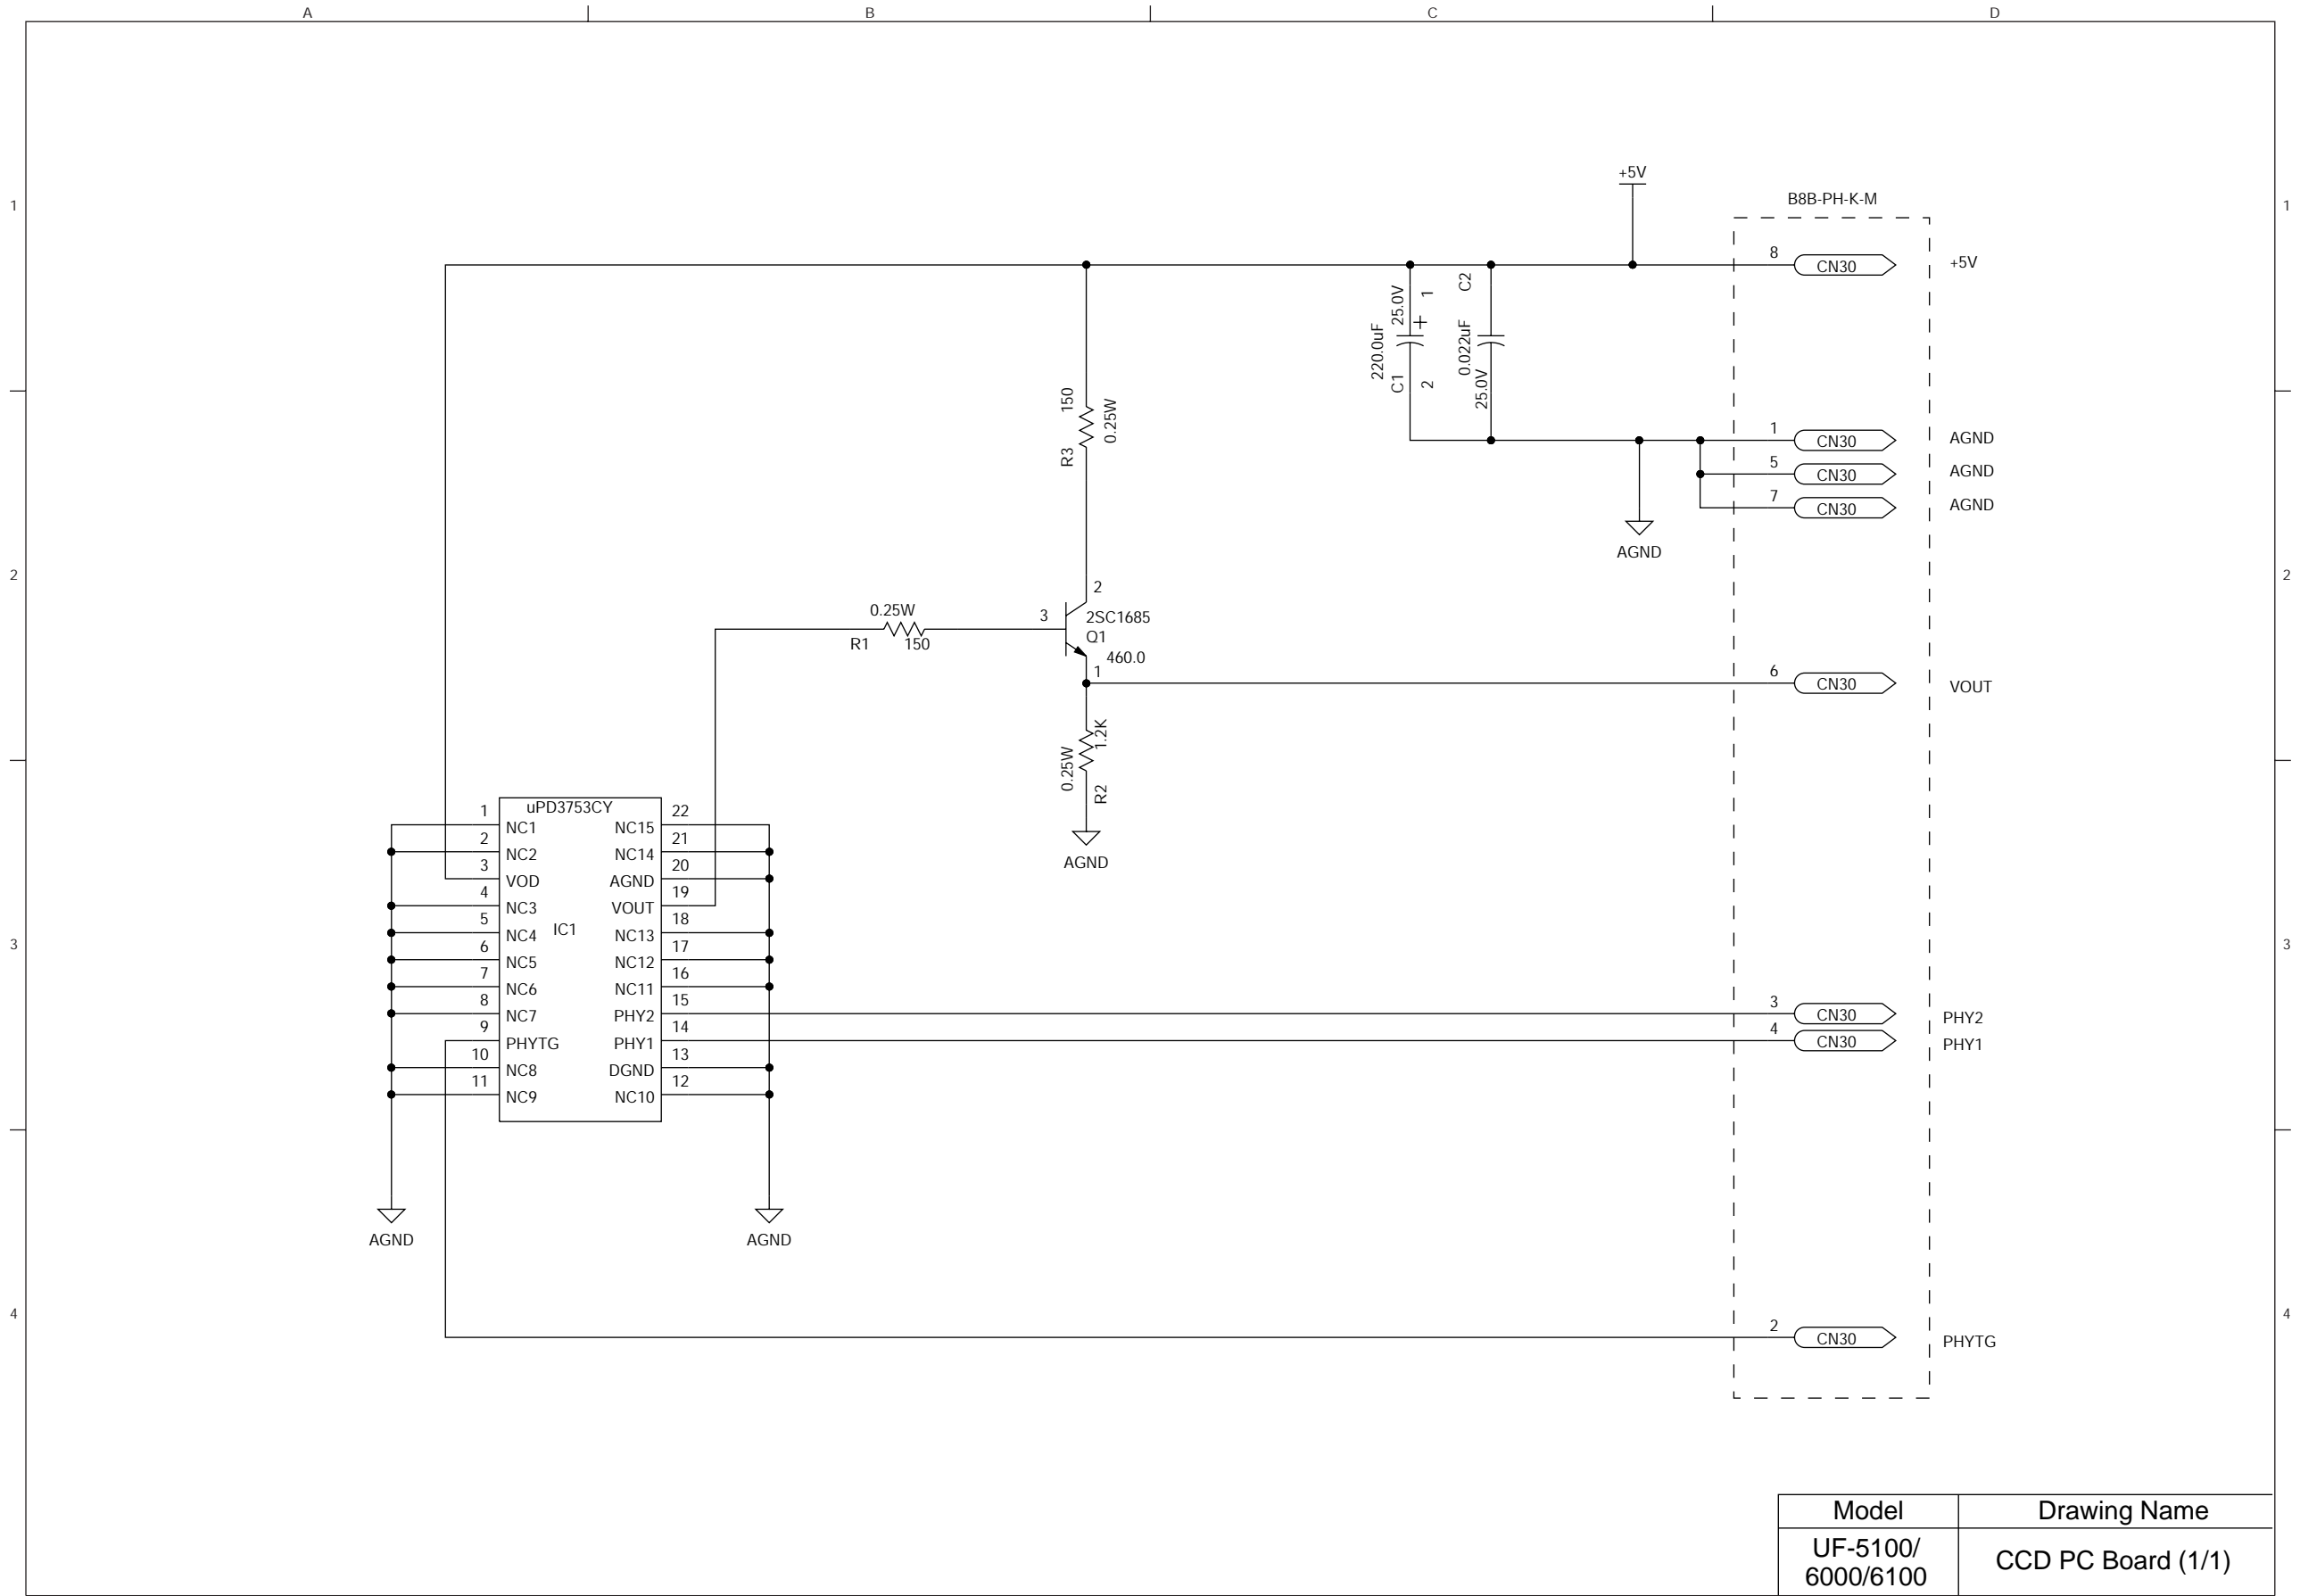 A B C D
+5V
B8B-PH-K-M
1 1
8 CN30 +5V
C2
25.0V 1
220.0uF 0.022uF
C1 2 25.0V
150 0.25W
R3
1 CN30 AGND
5 CN30 AGND
7 CN30 AGND
AGND
2 2
2
0.25W 3 2SC1685
R1 150 Q1
460.0
1
6 CN30 VOUT
1.2K
0.25W
R2
AGND
uPD3753CY
1 NC1 NC15 22
2 NC2 NC14 21
3 VOD AGND 20
4 NC3 VOUT 19
5 NC4 IC1 NC13 18
3 3
6 NC5 NC12 17
7 NC6 NC11 16
8 NC7 PHY2 15
3 CN30 PHY2
9 PHYTG PHY1 14
4 CN30 PHY1
10 NC8 DGND 13
11 NC9 NC10 12
AGND AGND
4 4
2 CN30 PHYTG
Model Drawing Name
UF-5100/
6000/6100
CCD PC Board (1/1)